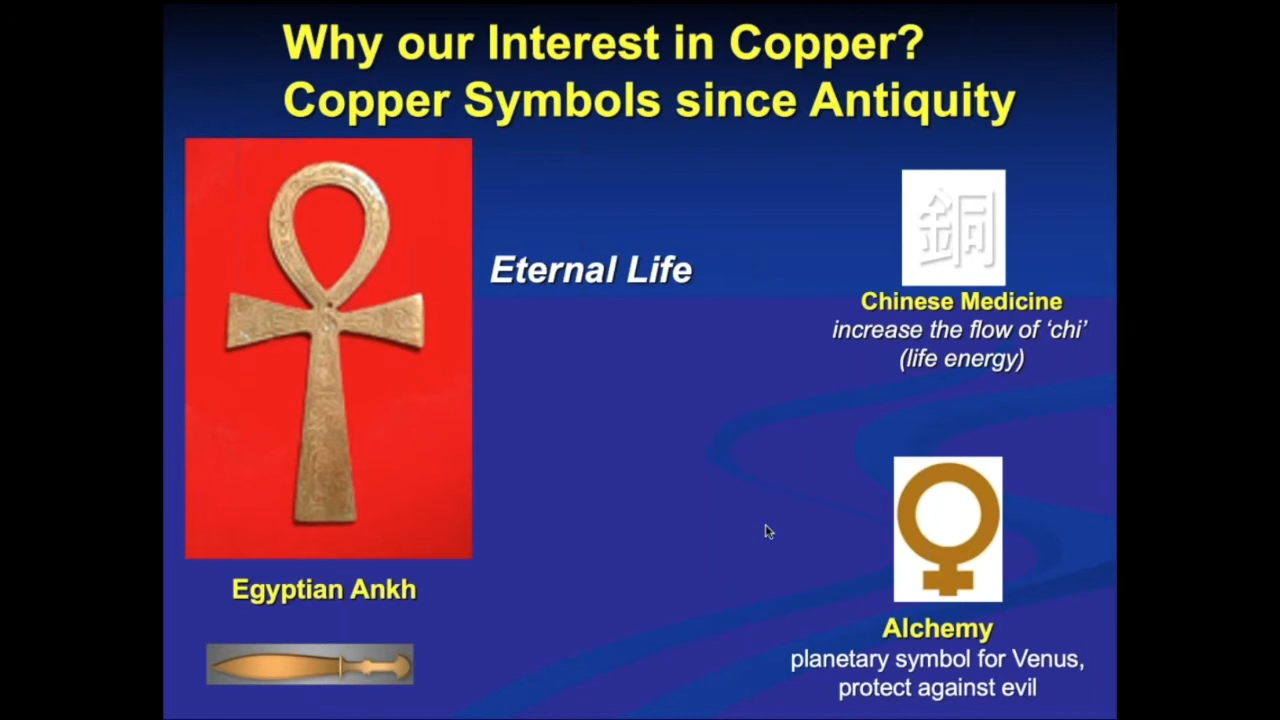 Why our Interest in Copper?
Copper Symbols since Antiquity
Eternal Life
銅
Chinese Medicine
increase the flow of ‘chi’
(life energy)
Egyptian Ankh
Alchemy
planetary symbol for Venus,
protect against evil